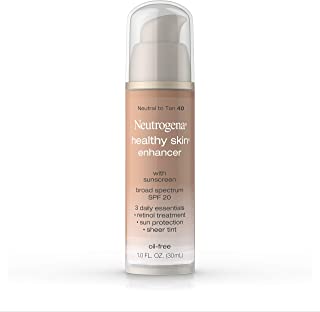 Neutral to Tan 40
Neutrogena®
healthy skin®
enhancer
with
sunscreen
broad spectrum
SPF 20
3 daily essentials
• retinol treatment
• sun protection
• sheer tint
oil-free
1.0 FL. OZ. (30mL)